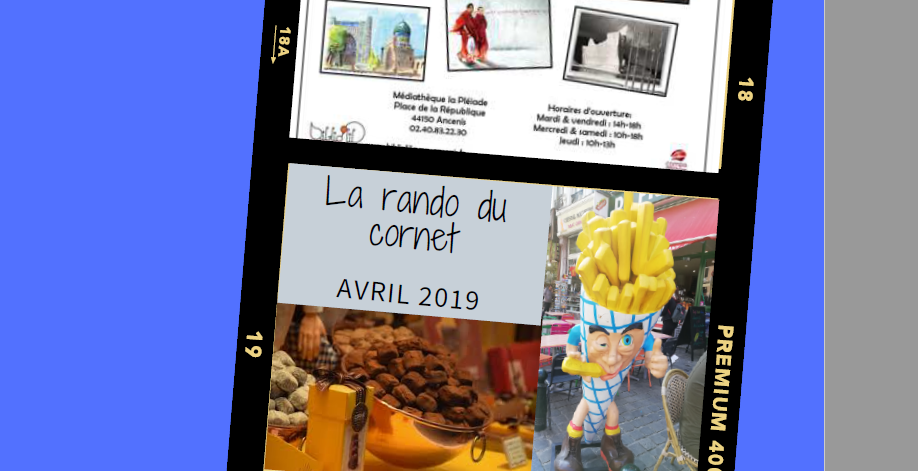 18A
18
Médiathèque la Pléiade
Place de la République
44150 Ancenis
02.40.83.22.30
Horaires d'ouverture:
Mardi & vendredi : 14h-18h
Mercredi & samedi : 10h-18h
Jeudi : 10h-13h
La rando du
cornet
AVRIL 2019
19
PREMIUM 400